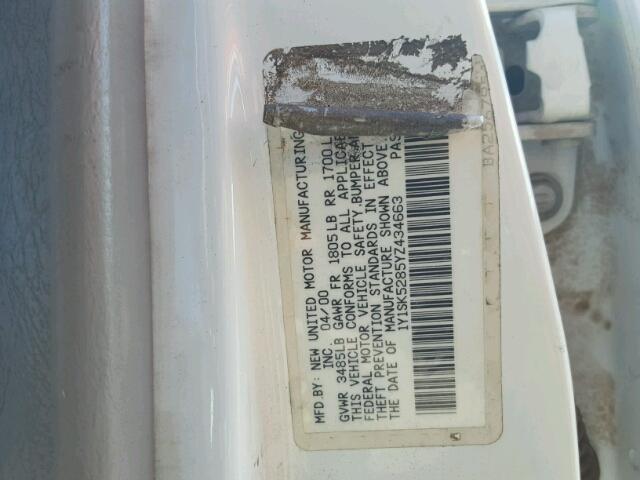 MFD.BY: NEW UNITED MOTOR MANUFACTURING
INC. 04/00
GVWR 3485LB GAWR FR 1805LB RR 1700L
THIS VEHICLE CONFORMS TO ALL APPLICAB
FEDERAL MOTOR VEHICLE SAFETY,BUMPER,A
THEFT PREVENTION STANDARDS IN EFFECT
THE DATE OF MANUFACTURE SHOWN ABOVE.
1Y1SK5285YZ434663 PAS